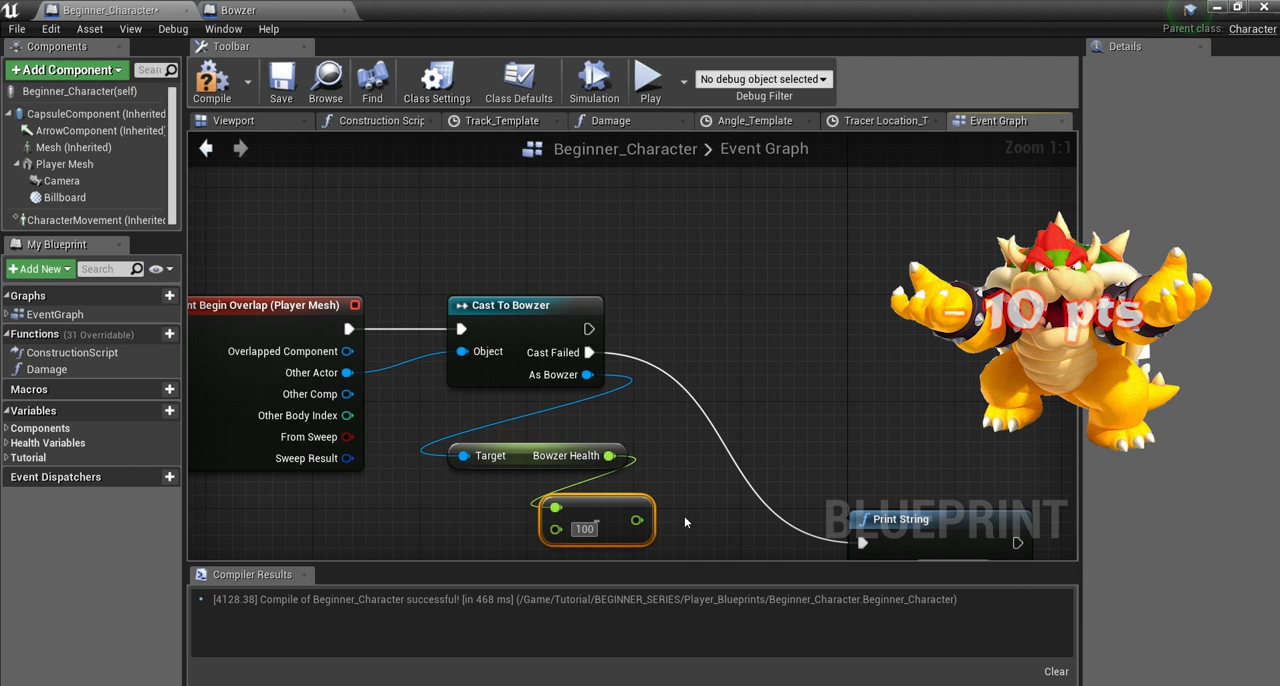 Beginner_Character*
Bowzer
File Edit Asset View Debug Window Help
Parent class: Character
Components
Toolbar
Details
+Add Component
Sear
Compile
Save
Browse
Find
Class Settings
Class Defaults
Simulation
Play
No debug object selected
Debug Filter
Beginner_Character(self)
CapsuleComponent (Inherited
ArrowComponent (Inherited)
Mesh (Inherited)
Player Mesh
Camera
Billboard
CharacterMovement (Inherited
Viewport
Construction Scrip
Track_Template
Damage
Angle_Template
Tracer Location_T
Event Graph
Beginner_Character > Event Graph
Zoom 1:1
My Blueprint
+Add New
Search
Graphs
EventGraph
Functions (31 Overridable)
ConstructionScript
Damage
Macros
Variables
Components
Health Variables
Tutorial
Event Dispatchers
nt Begin Overlap (Player Mesh)
Overlapped Component
Other Actor
Other Comp
Other Body Index
From Sweep
Sweep Result
Cast To Bowzer
Object
Cast Failed
As Bowzer
Target
Bowzer Health
100
- 10 pts
BLUEPRINT
Print String
Compiler Results
[4128.38] Compile of Beginner_Character successful! [in 468 ms] (/Game/Tutorial/BEGINNER_SERIES/Player_Blueprints/Beginner_Character.Beginner_Character)
Clear